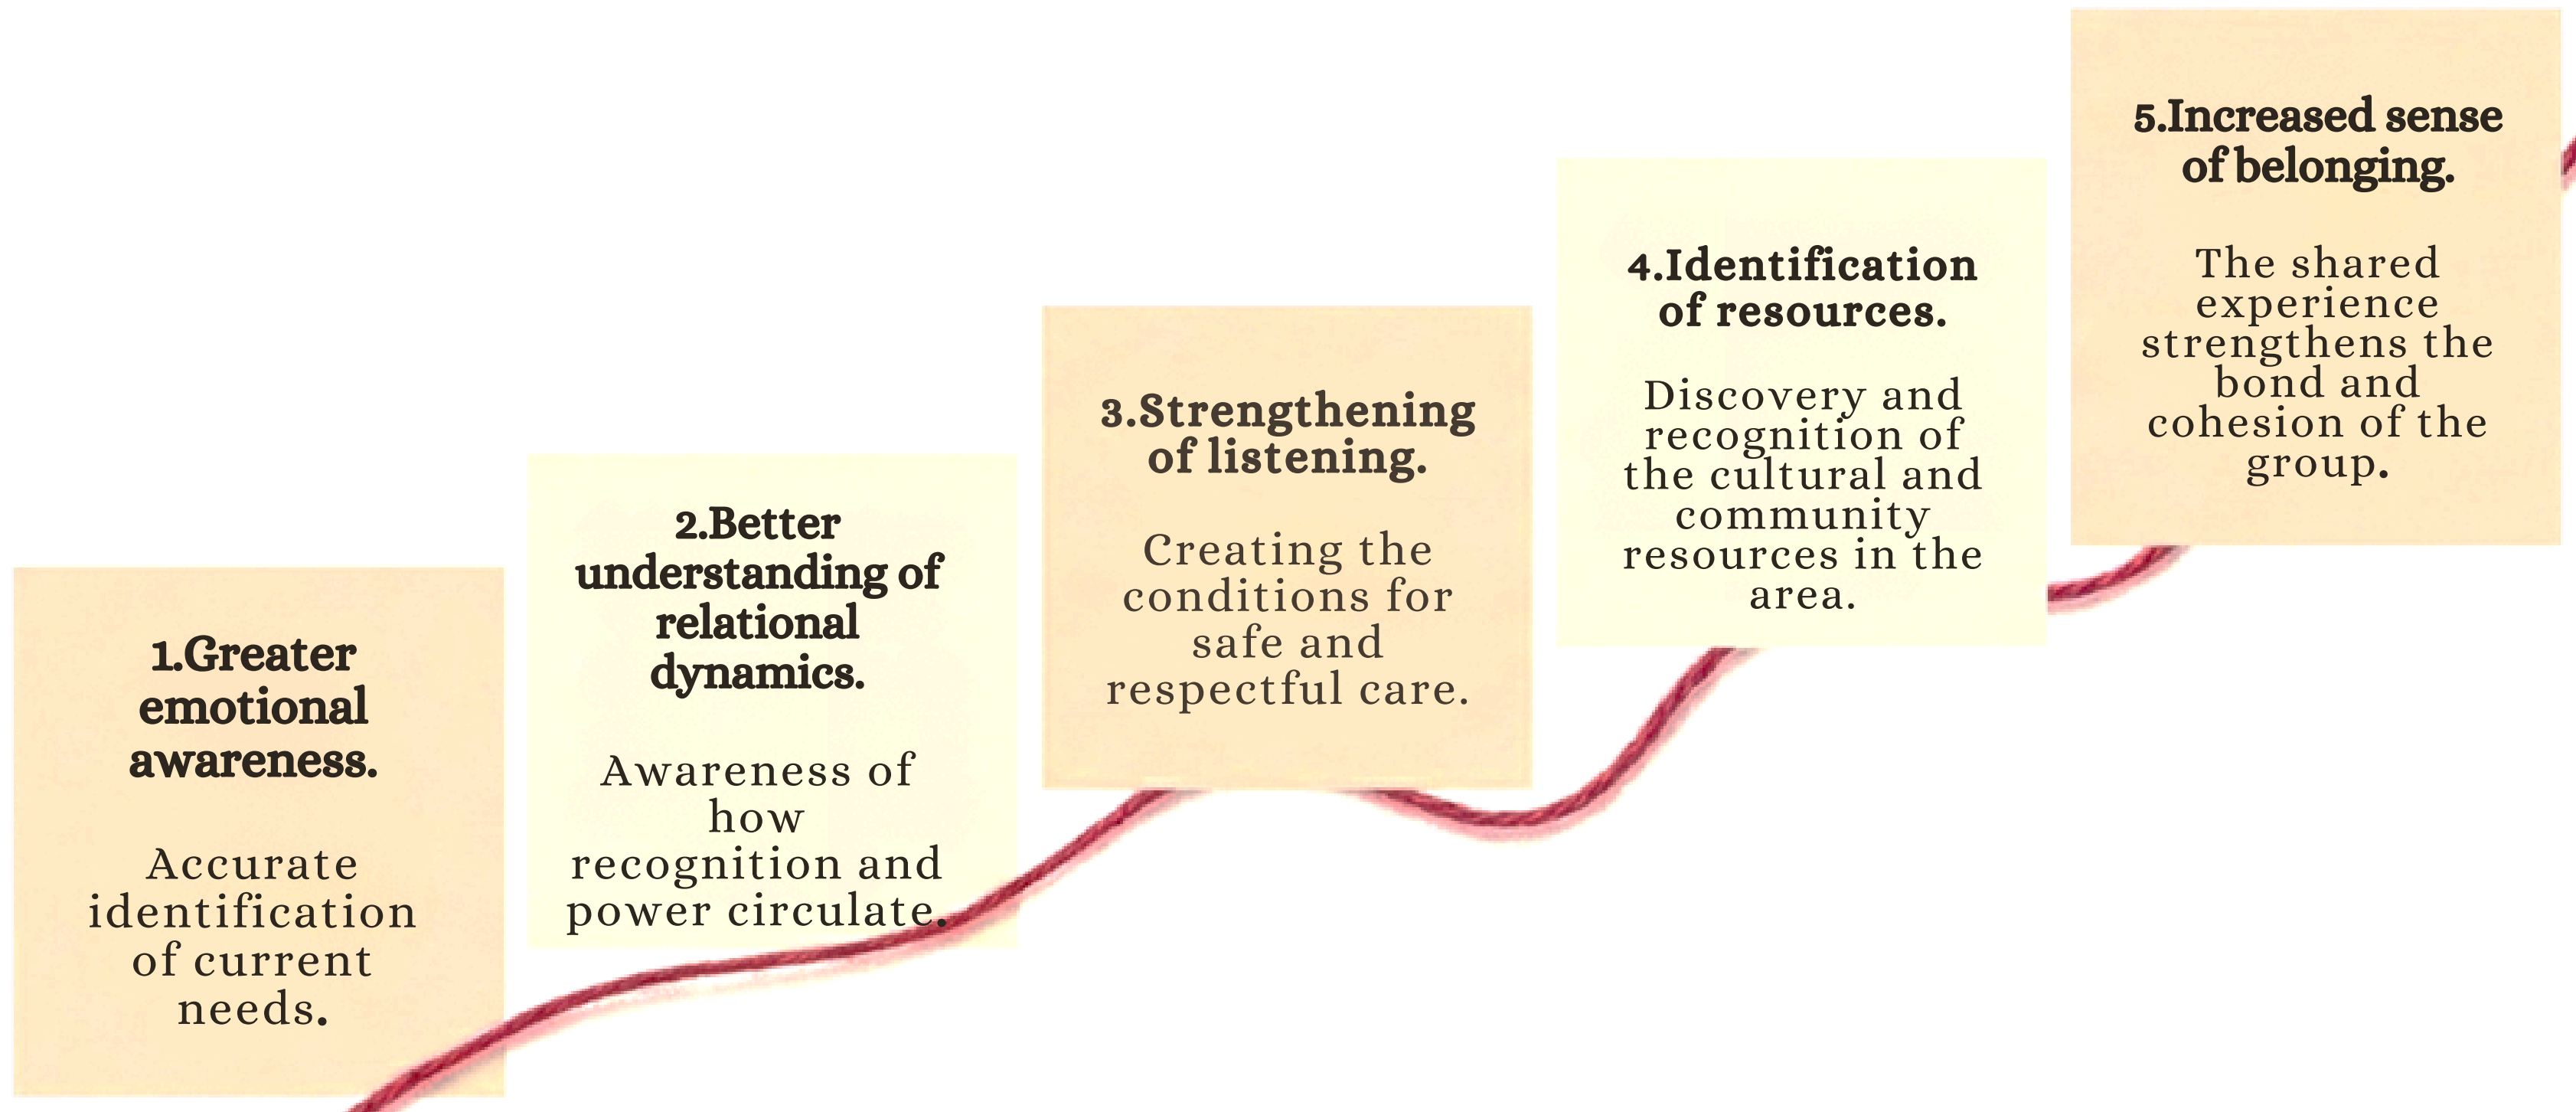 1.Greater
emotional
awareness.
Accurate
identification
of current
needs.
2.Better
understanding of
relational
dynamics.
Awareness of
how
recognition and
power circulate.
3.Strengthening
of listening.
Creating the
conditions for
safe and
respectful care.
4.Identification
of resources.
Discovery and
recognition of
the cultural and
community
resources in the
area.
5.Increased sense
of belonging.
The shared
experience
strengthens the
bond and
cohesion of the
group.